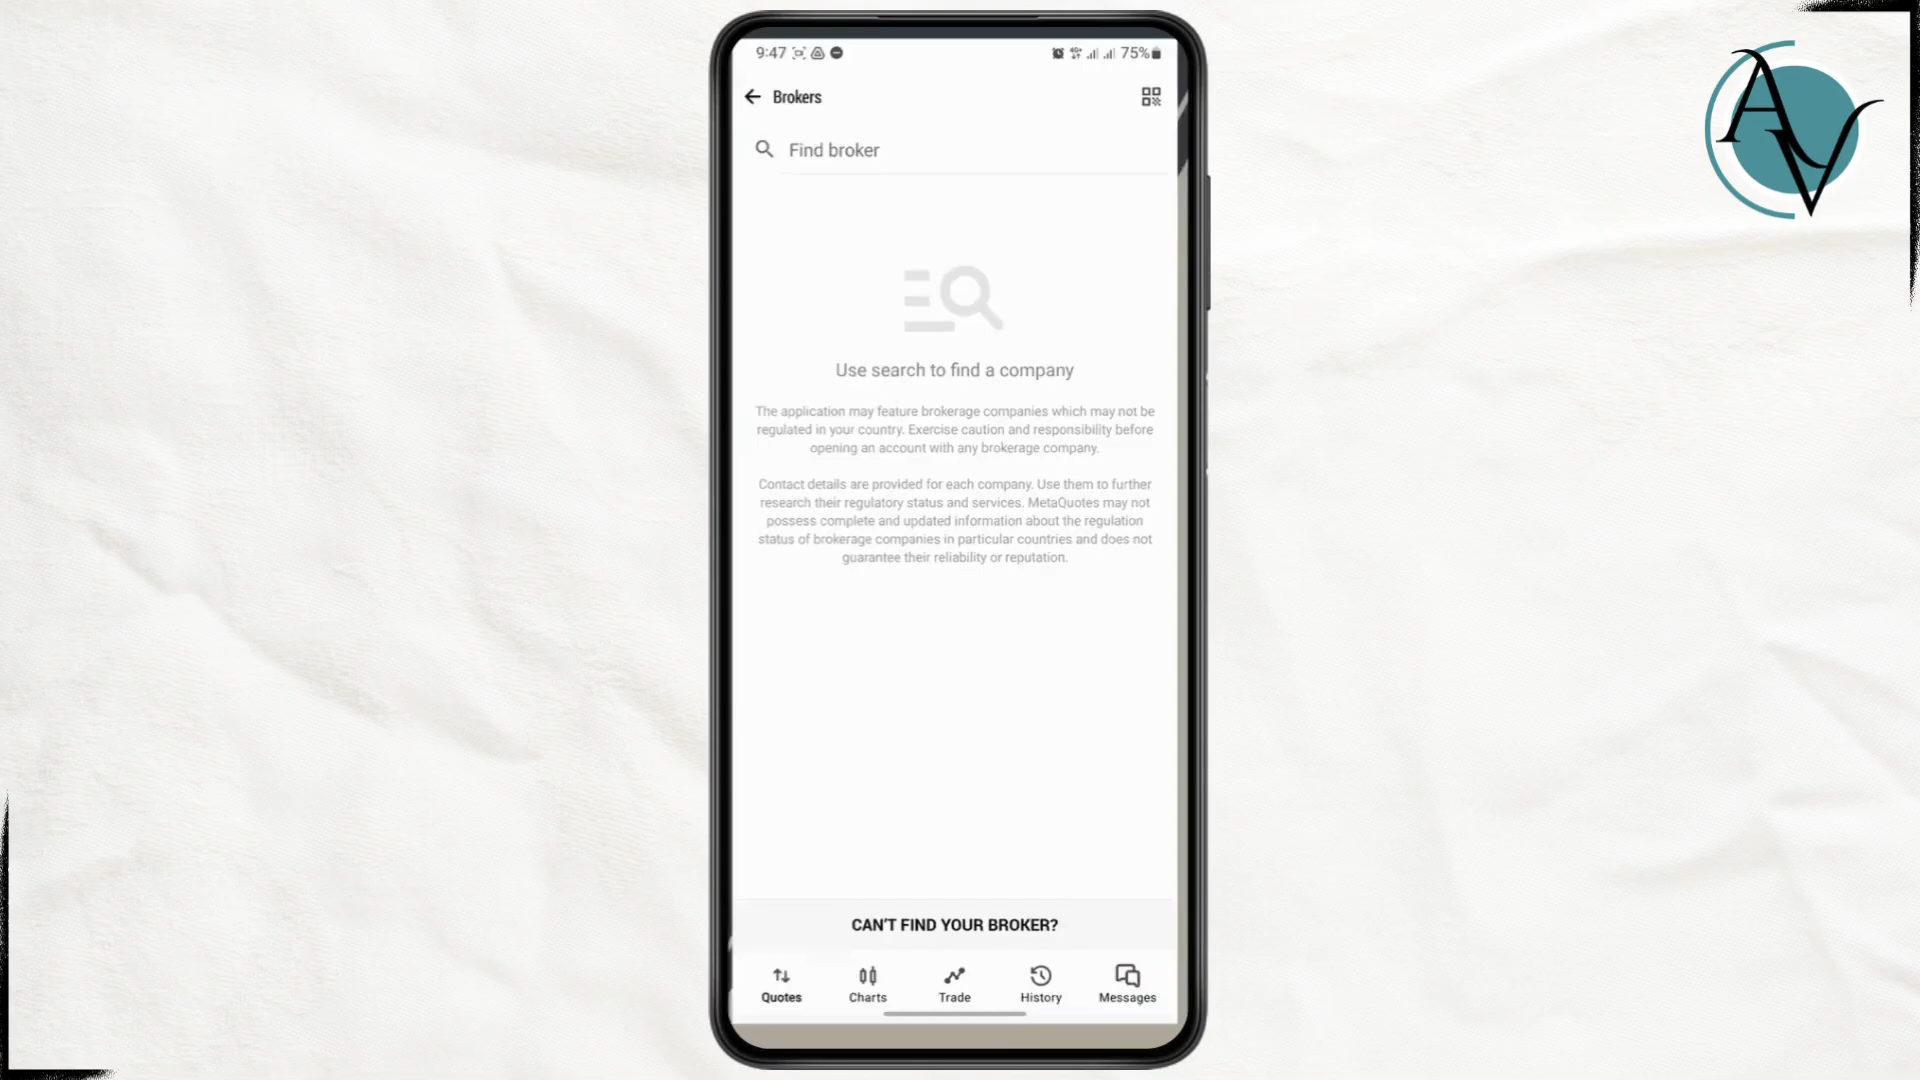 9:47
75%
Brokers
Find broker
Use search to find a company
The application may feature brokerage companies which may not be
regulated in your country. Exercise caution and responsibility before
opening an account with any brokerage company.
Contact details are provided for each company. Use them to further
research their regulatory status and services. MetaQuotes may not
possess complete and updated information about the regulation
status of brokerage companies in particular countries and does not
guarantee their reliability or reputation.
CAN'T FIND YOUR BROKER?
Quotes
Charts
Trade
History
Messages
AV